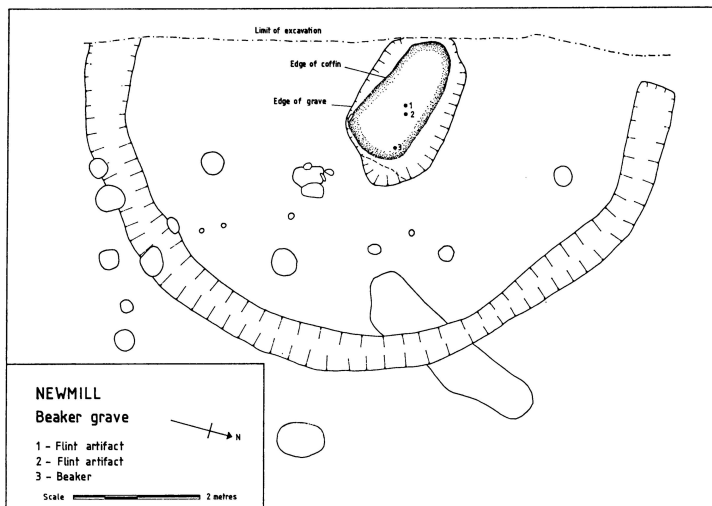 Limit of excavation
Edge of coffin
Edge of grave
1
2
3
NEWMILL
Beaker grave
N
1 - Flint artifact
2 - Flint artifact
3 - Beaker
Scale 2 metres